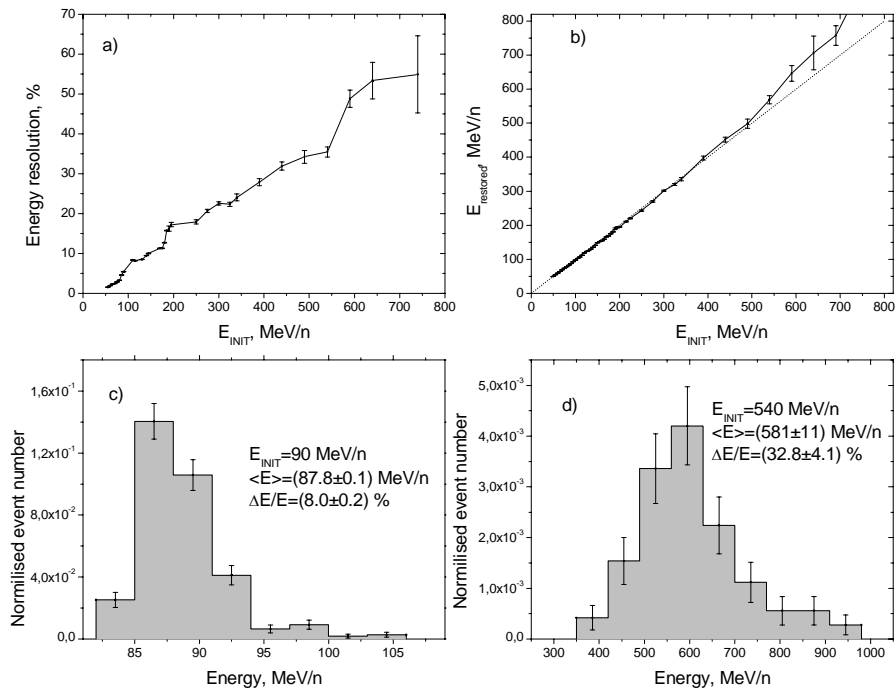 a)
60
50
40
30
20
10
0
Energy resolution, %
0 100 200 300 400 500 600 700 800
E_INIT, MeV/n
b)
800
700
600
500
400
300
200
100
0
E_restored, MeV/n
0 100 200 300 400 500 600 700 800
E_INIT, MeV/n
c)
1,6x10^-1
1,2x10^-1
8,0x10^-2
4,0x10^-2
0,0
Normilised event number
E_INIT=90 MeV/n
<E>=(87.8±0.1) MeV/n
ΔE/E=(8.0±0.2) %
85 90 95 100 105
Energy, MeV/n
d)
5,0x10^-3
4,0x10^-3
3,0x10^-3
2,0x10^-3
1,0x10^-3
0,0
Normilised event number
E_INIT=540 MeV/n
<E>=(581±11) MeV/n
ΔE/E=(32.8±4.1) %
300 400 500 600 700 800 900 1000
Energy, MeV/n